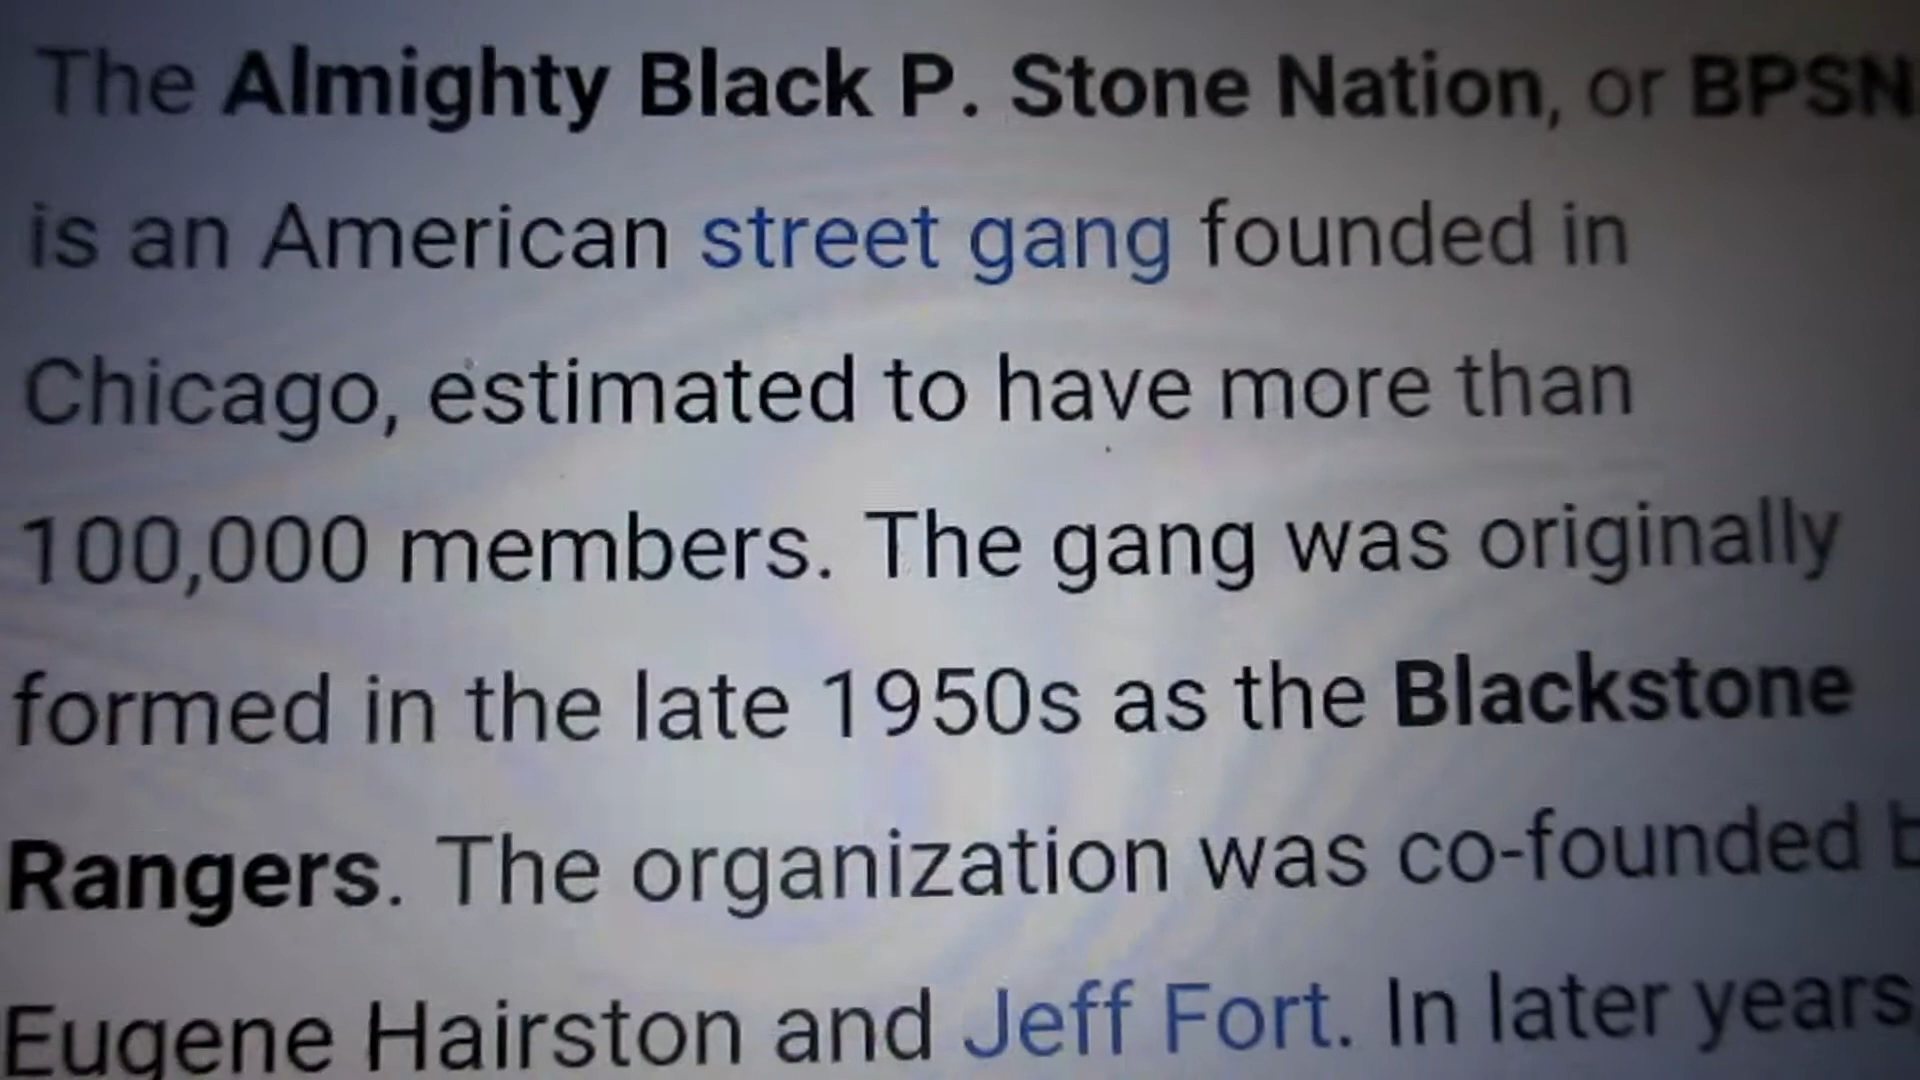 The Almighty Black P. Stone Nation, or BPSN
is an American street gang founded in
Chicago, estimated to have more than
100,000 members. The gang was originally
formed in the late 1950s as the Blackstone
Rangers. The organization was co-founded
Eugene Hairston and Jeff Fort. In later years